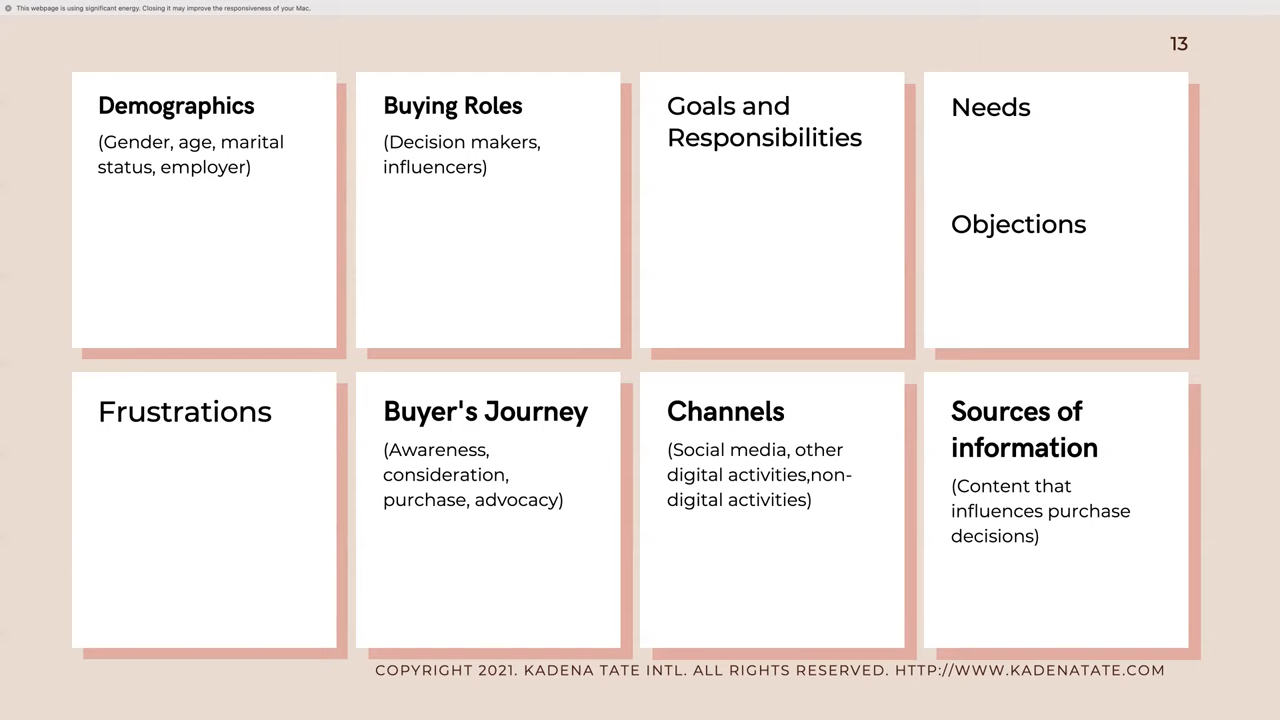 This webpage is using significant energy. Closing it may improve the responsiveness of your Mac.
13
Demographics
(Gender, age, marital
status, employer)
Buying Roles
(Decision makers,
influencers)
Goals and
Responsibilities
Needs
Objections
Frustrations
Buyer's Journey
(Awareness,
consideration,
purchase, advocacy)
Channels
(Social media, other
digital activities,non-
digital activities)
Sources of
information
(Content that
influences purchase
decisions)
COPYRIGHT 2021. KADENA TATE INTL. ALL RIGHTS RESERVED. HTTP://WWW.KADENATATE.COM